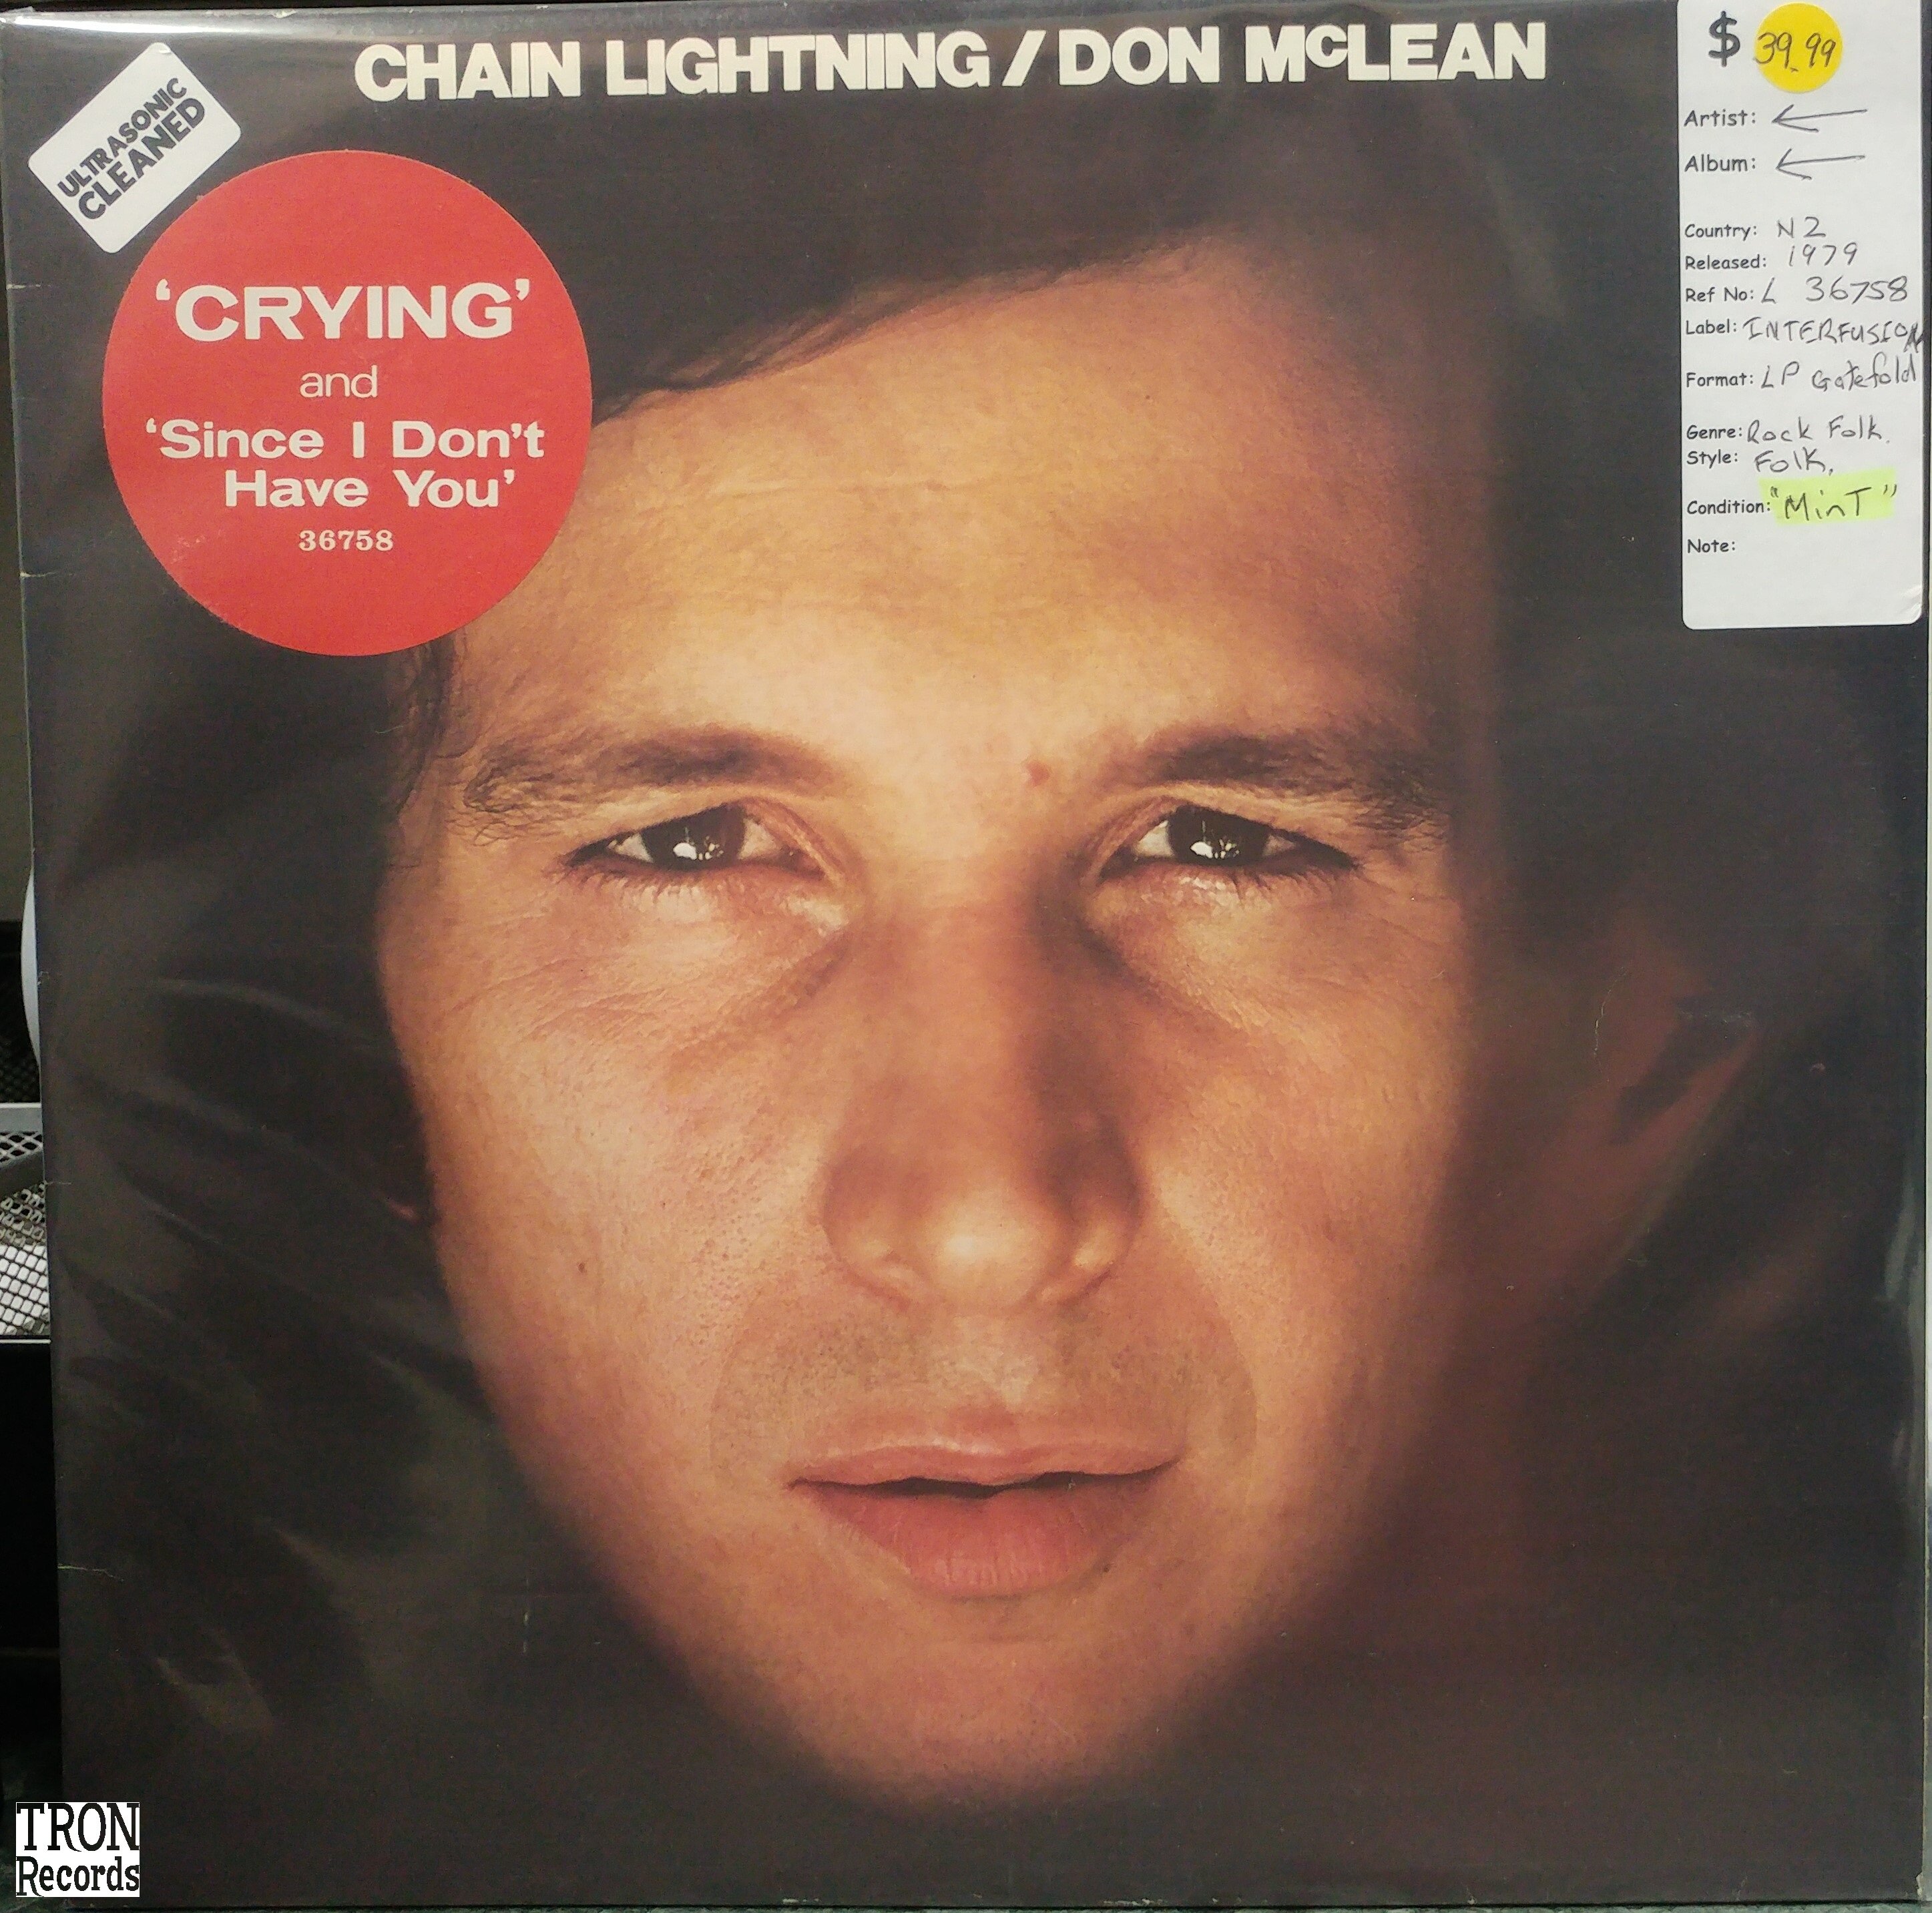 CHAIN LIGHTNING / DON McLEAN
ULTRASONIC
CLEANED
'CRYING'
and
'Since I Don't
Have You'
36758
$ 39.99
Artist: ←
Album: ←
Country: NZ
Released: 1979
Ref No: L 36758
Label: INTERFUSION
Format: LP Gatefold
Genre: Rock Folk.
Style: Folk.
Condition: "MinT"
Note:
TRON
Records